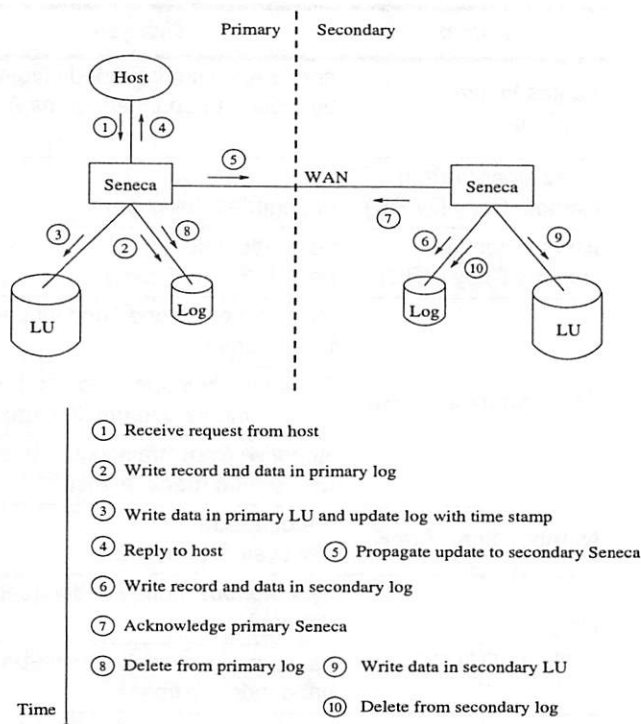 Primary Secondary
Host
1 4
5
Seneca WAN Seneca
7
3 2 8 6 10 9
LU Log Log LU
1 Receive request from host
2 Write record and data in primary log
3 Write data in primary LU and update log with time stamp
4 Reply to host 5 Propagate update to secondary Seneca
6 Write record and data in secondary log
7 Acknowledge primary Seneca
8 Delete from primary log 9 Write data in secondary LU
Time 10 Delete from secondary log